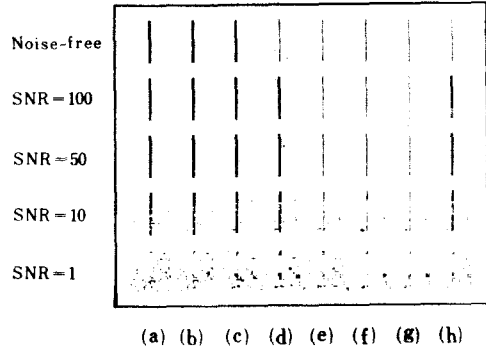 Noise-free
SNR=100
SNR=50
SNR=10
SNR=1
(a) (b) (c) (d) (e) (f) (g) (h)